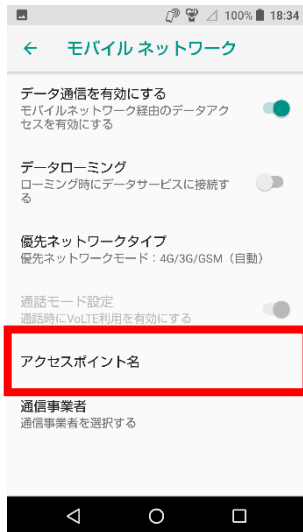 100% 18:34
モバイル ネットワーク
データ通信を有効にする
モバイルネットワーク経由のデータアク
セスを有効にする
データローミング
ローミング時にデータサービスに接続す
る
優先ネットワークタイプ
優先ネットワークモード：4G/3G/GSM（自動）
通話モード設定
通話時にVoLTE利用を有効にする
アクセスポイント名
通信事業者
通信事業者を選択する